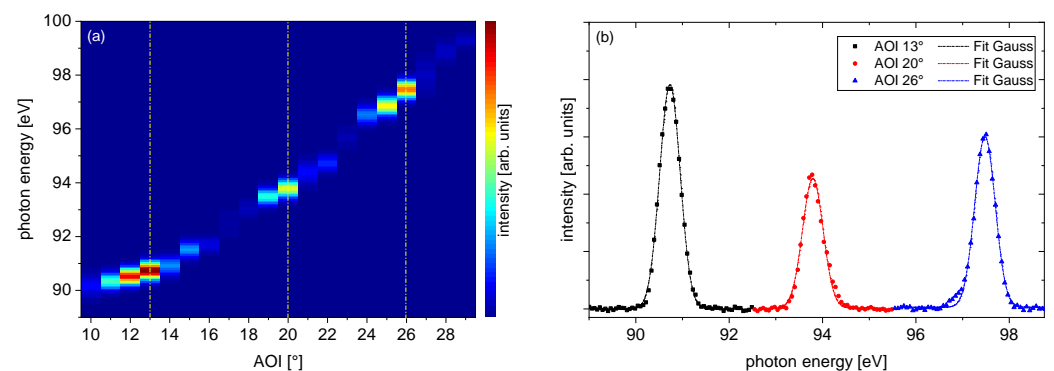 (a)
100
98
96
94
92
90
photon energy [eV]
10 12 14 16 18 20 22 24 26 28
AOI [°]
intensity [arb. units]
(b)
AOI 13° Fit Gauss
AOI 20° Fit Gauss
AOI 26° Fit Gauss
intensity [arb. units]
90 92 94 96 98
photon energy [eV]